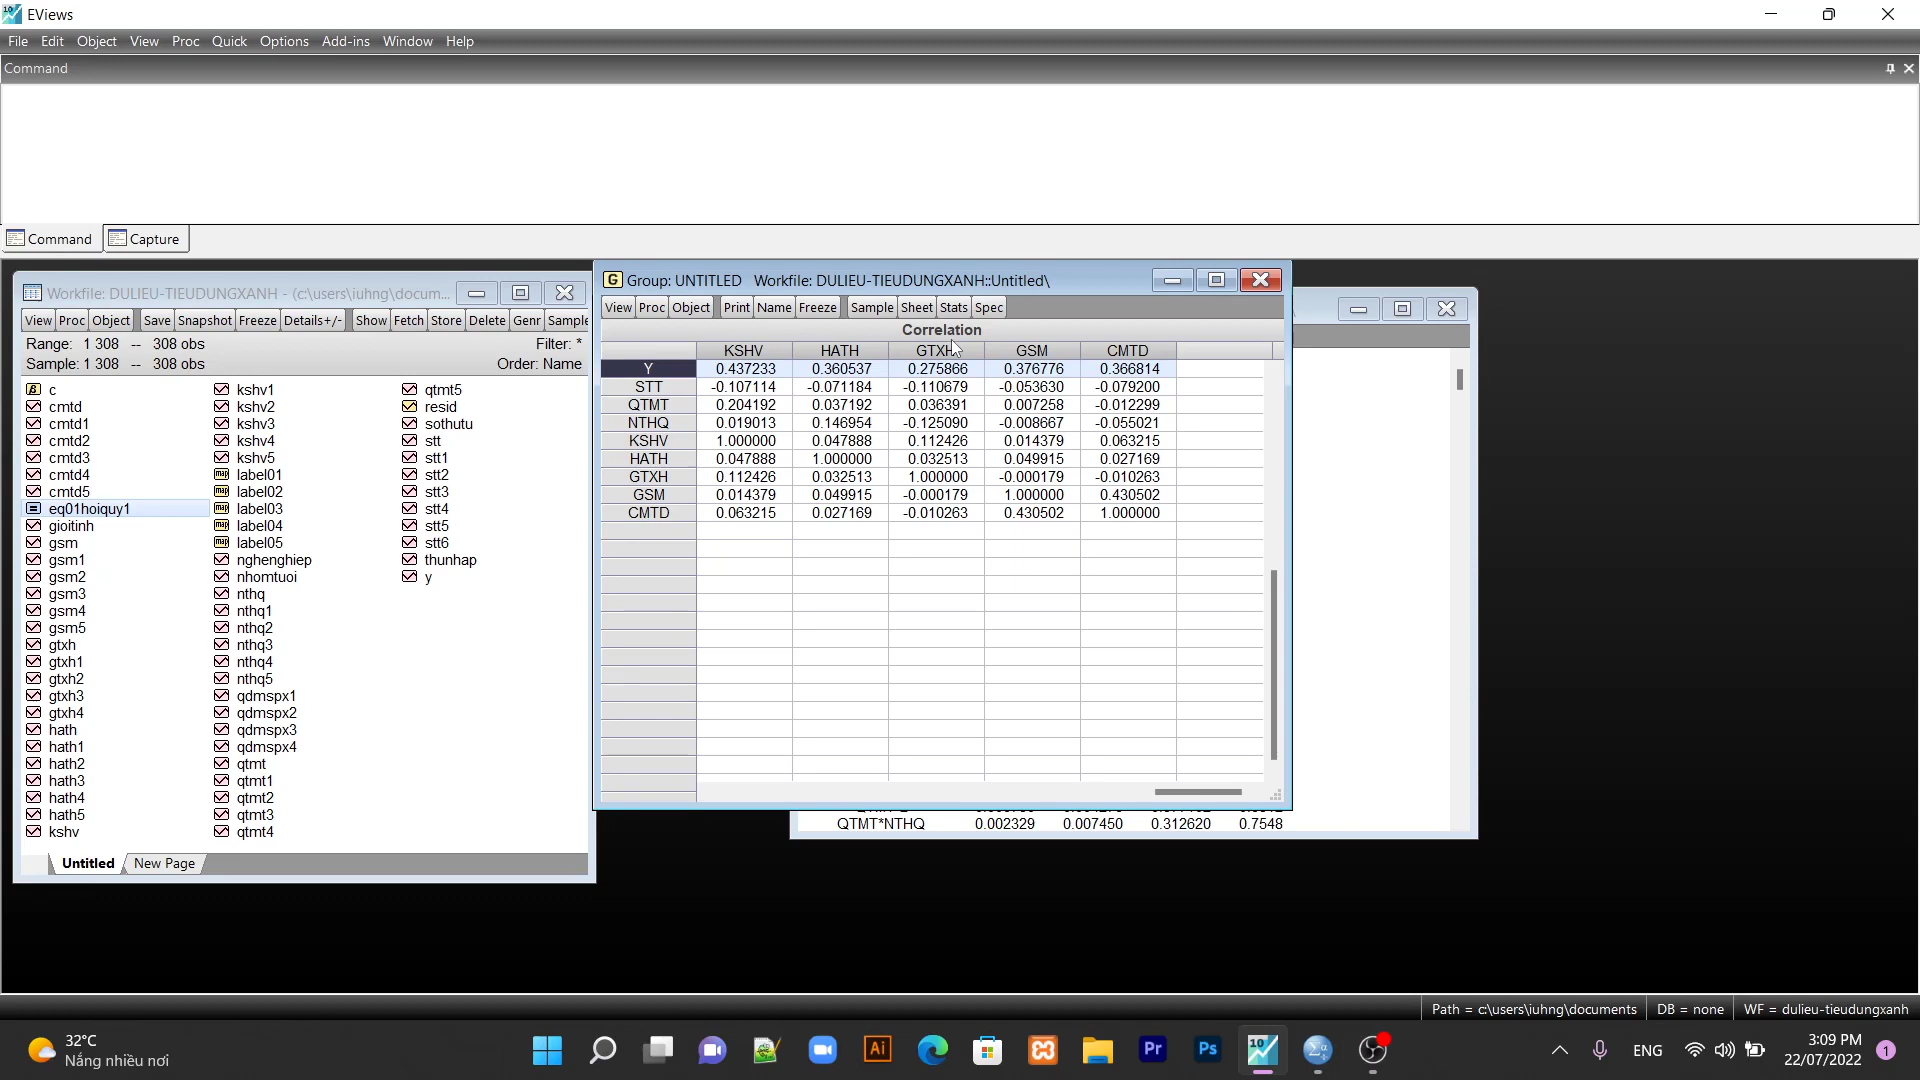 EViews
File Edit Object View Proc Quick Options Add-ins Window Help
Command
Command Capture
Workfile: DULIEU-TIEUDUNGXANH - (c:\users\iuhng\docum...
View Proc Object Save Snapshot Freeze Details+/- Show Fetch Store Delete Genr Sample
Range: 1 308 -- 308 obs Filter: *
Sample: 1 308 -- 308 obs Order: Name
c
cmtd
cmtd1
cmtd2
cmtd3
cmtd4
cmtd5
eq01hoiquy1
gioitinh
gsm
gsm1
gsm2
gsm3
gsm4
gsm5
gtxh
gtxh1
gtxh2
gtxh3
gtxh4
hath
hath1
hath2
hath3
hath4
hath5
kshv
kshv1
kshv2
kshv3
kshv4
kshv5
label01
label02
label03
label04
label05
nghenghiep
nhomtuoi
nthq
nthq1
nthq2
nthq3
nthq4
nthq5
qdmspx1
qdmspx2
qdmspx3
qdmspx4
qtmt
qtmt1
qtmt2
qtmt3
qtmt4
qtmt5
resid
sothutu
stt
stt1
stt2
stt3
stt4
stt5
stt6
thunhap
y
Untitled New Page
G Group: UNTITLED Workfile: DULIEU-TIEUDUNGXANH::Untitled\
View Proc Object Print Name Freeze Sample Sheet Stats Spec
Correlation
KSHV HATH GTXH GSM CMTD
Y 0.437233 0.360537 0.275866 0.376776 0.366814
STT -0.107114 -0.071184 -0.110679 -0.053630 -0.079200
QTMT 0.204192 0.037192 0.036391 0.007258 -0.012299
NTHQ 0.019013 0.146954 -0.125090 -0.008667 -0.055021
KSHV 1.000000 0.047888 0.112426 0.014379 0.063215
HATH 0.047888 1.000000 0.032513 0.049915 0.027169
GTXH 0.112426 0.032513 1.000000 -0.000179 -0.010263
GSM 0.014379 0.049915 -0.000179 1.000000 0.430502
CMTD 0.063215 0.027169 -0.010263 0.430502 1.000000
QTMT*NTHQ 0.002329 0.007450 0.312620 0.7548
Path = c:\users\iuhng\documents DB = none WF = dulieu-tieudungxanh
32°C
Nắng nhiều nơi
Ai
Pr
Ps
10
ENG
3:09 PM
22/07/2022
1